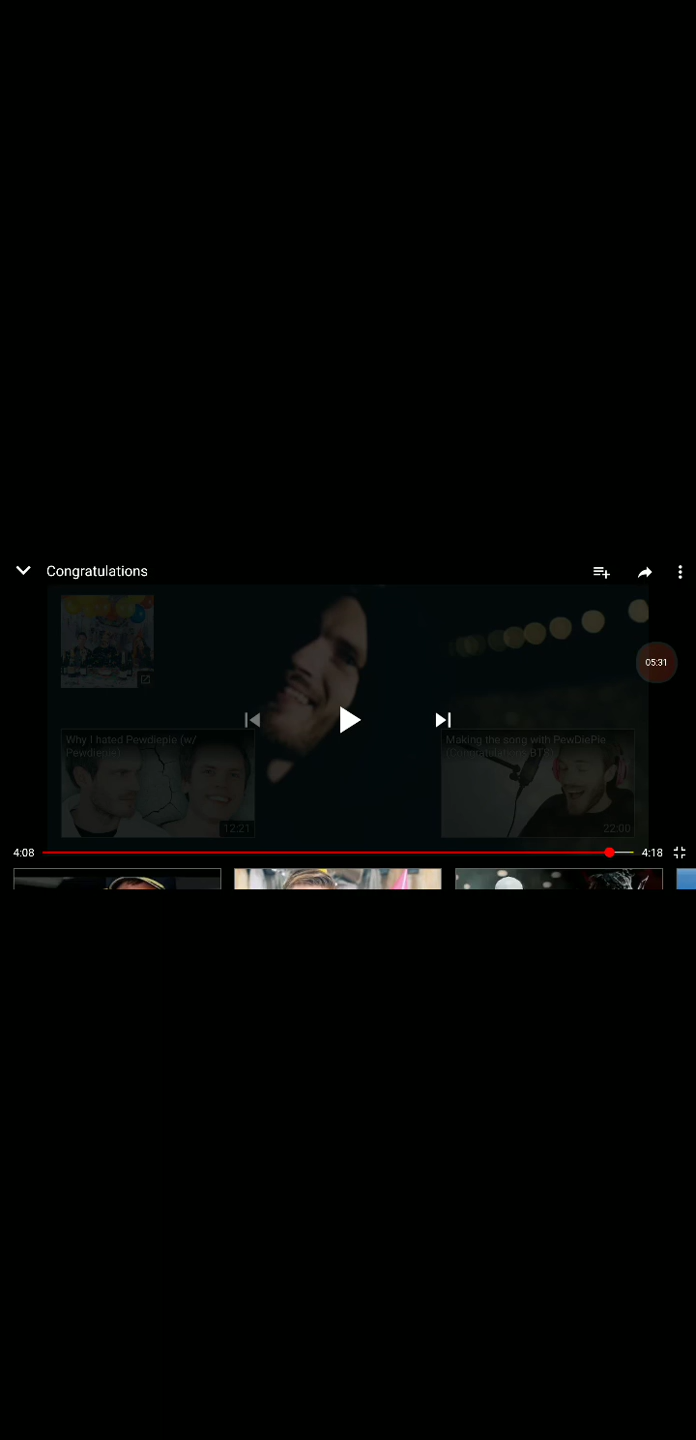 Congratulations
05:31
Why I hated Pewdiepie (w/
Pewdiepie)
12:21
Making the song with PewDiePie
(Congratulations BTS)
22:00
4:08
4:18